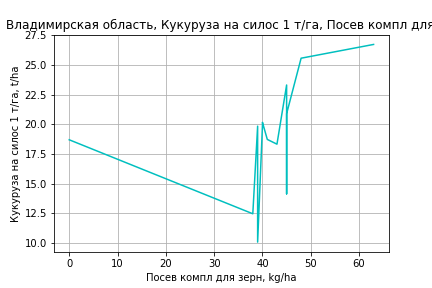 Владимирская область, Кукуруза на силос 1 т/га, Посев компл для
Кукуруза на силос 1 т/га, t/ha
27.5
25.0
22.5
20.0
17.5
15.0
12.5
10.0
0 10 20 30 40 50 60
Посев компл для зерн, kg/ha